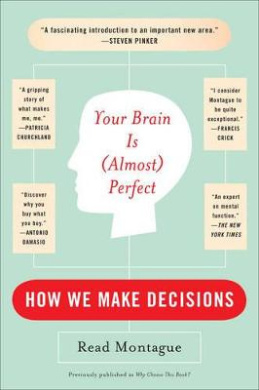 "A fascinating introduction to an important new area."
—STEVEN PINKER
"A gripping
story of
what makes
me, me."
—PATRICIA
CHURCHLAND
Your Brain
Is
(Almost)
Perfect
"I consider
Montague to
be quite
exceptional."
—FRANCIS
CRICK
"Discover
why you
buy what
you buy."
—ANTONIO
DAMASIO
"An expert
on mental
function."
—THE NEW
YORK TIMES
HOW WE MAKE DECISIONS
Read Montague
Previously published as Why Choose This Book?